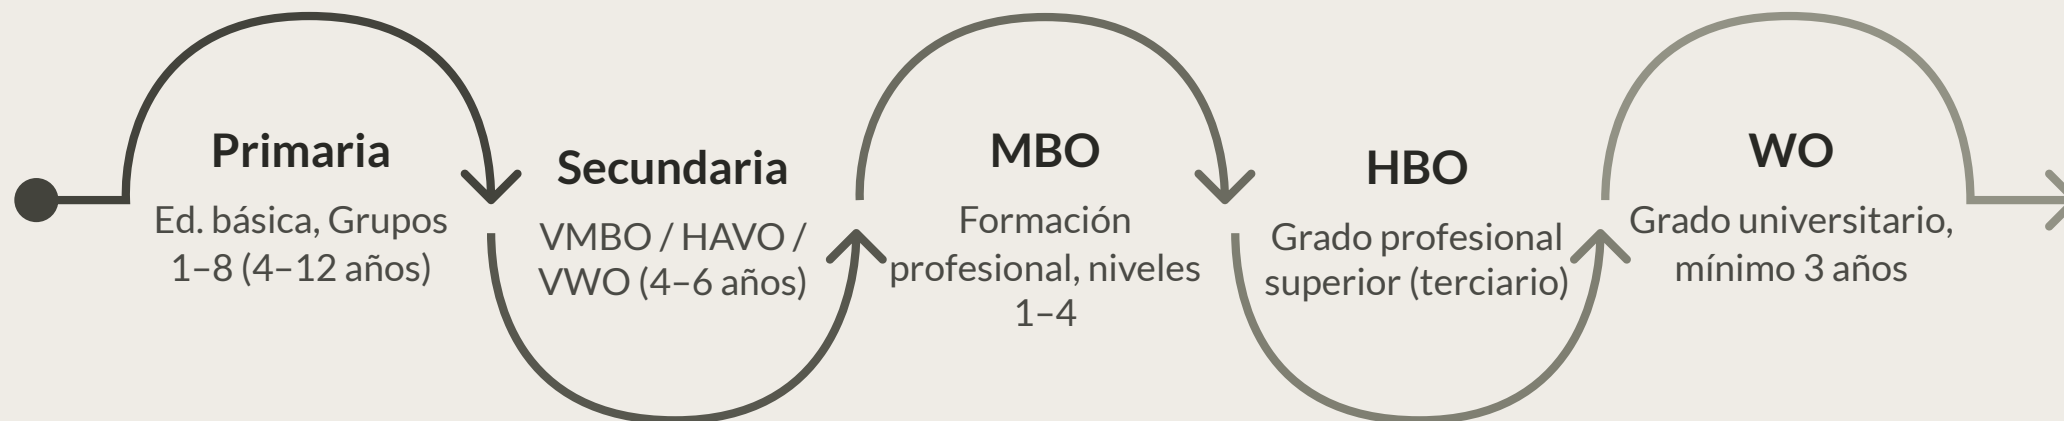 Primaria
Ed. básica, Grupos
1–8 (4–12 años)
Secundaria
VMBO / HAVO /
VWO (4–6 años)
MBO
Formación
profesional, niveles
1–4
HBO
Grado profesional
superior (terciario)
WO
Grado universitario,
mínimo 3 años